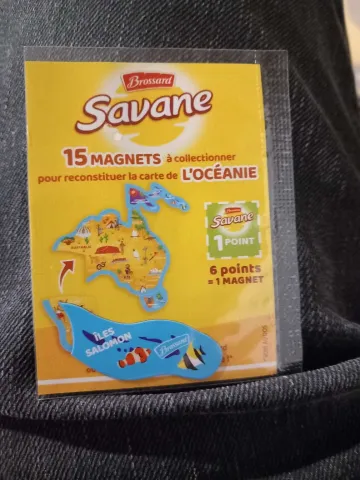 Brossard
Savane
15 MAGNETS à collectionner
pour reconstituer la carte de L'OCÉANIE
Brossard
Savane
1 POINT
6 points
= 1 MAGNET
ÎLES
SALOMON
Brossard